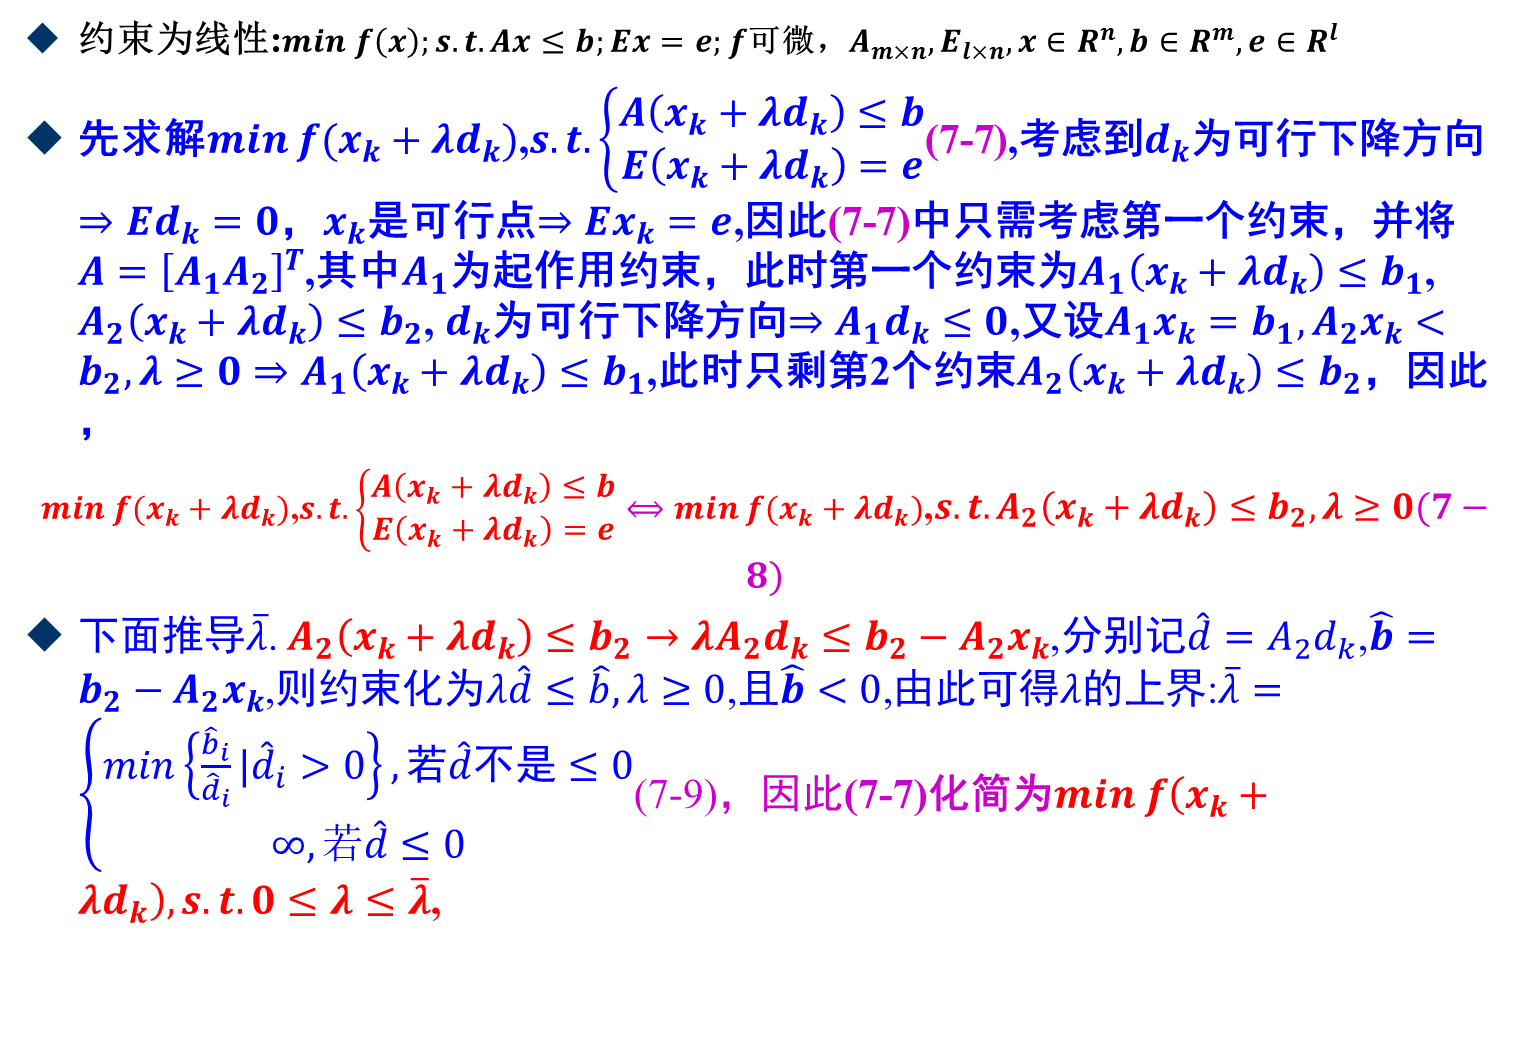 ◆ 约束为线性:min f(x); s.t. Ax ≤ b; Ex = e; f可微，A_{m×n}, E_{l×n}, x ∈ R^n, b ∈ R^m, e ∈ R^l
◆ 先求解min f(x_k + λd_k),s.t. {A(x_k + λd_k) ≤ b; E(x_k + λd_k) = e (7-7),考虑到d_k为可行下降方向
⇒ Ed_k = 0，x_k是可行点⇒ Ex_k = e,因此(7-7)中只需考虑第一个约束，并将
A = [A_1A_2]^T,其中A_1为起作用约束，此时第一个约束为A_1(x_k + λd_k) ≤ b_1,
A_2(x_k + λd_k) ≤ b_2, d_k为可行下降方向⇒ A_1d_k ≤ 0,又设A_1x_k = b_1, A_2x_k <
b_2, λ ≥ 0 ⇒ A_1(x_k + λd_k) ≤ b_1,此时只剩第2个约束A_2(x_k + λd_k) ≤ b_2，因此
，
min f(x_k + λd_k),s.t. {A(x_k + λd_k) ≤ b; E(x_k + λd_k) = e ⇔ min f(x_k + λd_k),s.t. A_2(x_k + λd_k) ≤ b_2, λ ≥ 0(7 −
8)
◆ 下面推导λ̄. A_2(x_k + λd_k) ≤ b_2 → λA_2d_k ≤ b_2 − A_2x_k,分别记d̂ = A_2d_k,b̂ =
b_2 − A_2x_k,则约束化为λd̂ ≤ b̂, λ ≥ 0,且b̂ < 0,由此可得λ的上界:λ̄ =
{min {b̂_i/d̂_i |d̂_i > 0}, 若d̂不是 ≤ 0
∞, 若d̂ ≤ 0
(7-9)，因此(7-7)化简为min f(x_k +
λd_k), s.t. 0 ≤ λ ≤ λ̄,